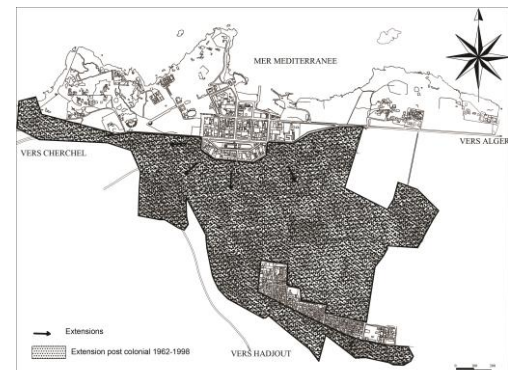 MER MEDITERRANEE
VERS ALGER
VERS CHERCHEL
Extensions
Extension post colonial 1962-1998
VERS HADJOUT